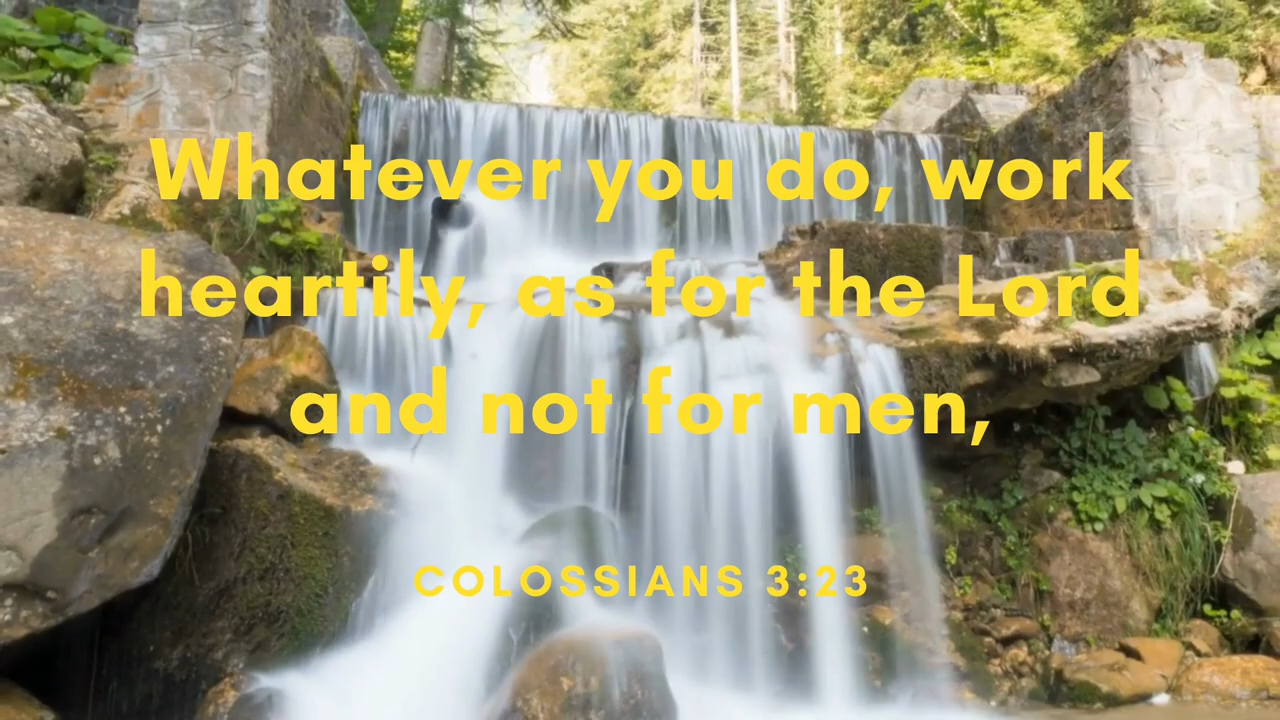 Whatever you do, work
heartily, as for the Lord
and not for men,
COLOSSIANS 3:23